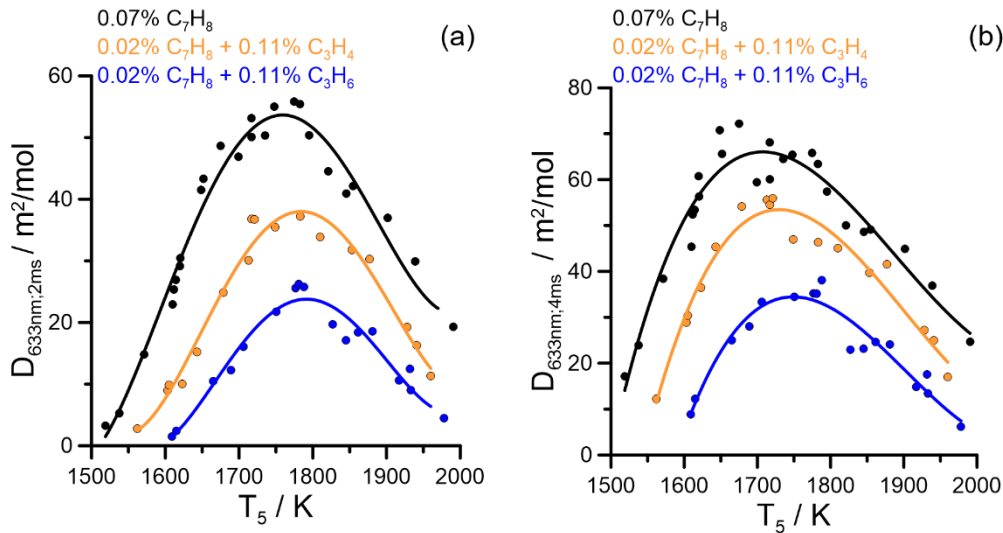 0.07% C₇H₈
0.02% C₇H₈ + 0.11% C₃H₄
0.02% C₇H₈ + 0.11% C₃H₆
(a)
60
40
20
0
D₆₃₃ₙₘ;₂ₘₛ / m²/mol
1500 1600 1700 1800 1900 2000
T₅ / K
0.07% C₇H₈
0.02% C₇H₈ + 0.11% C₃H₄
0.02% C₇H₈ + 0.11% C₃H₆
(b)
80
60
40
20
0
D₆₃₃ₙₘ;₄ₘₛ / m²/mol
1500 1600 1700 1800 1900 2000
T₅ / K